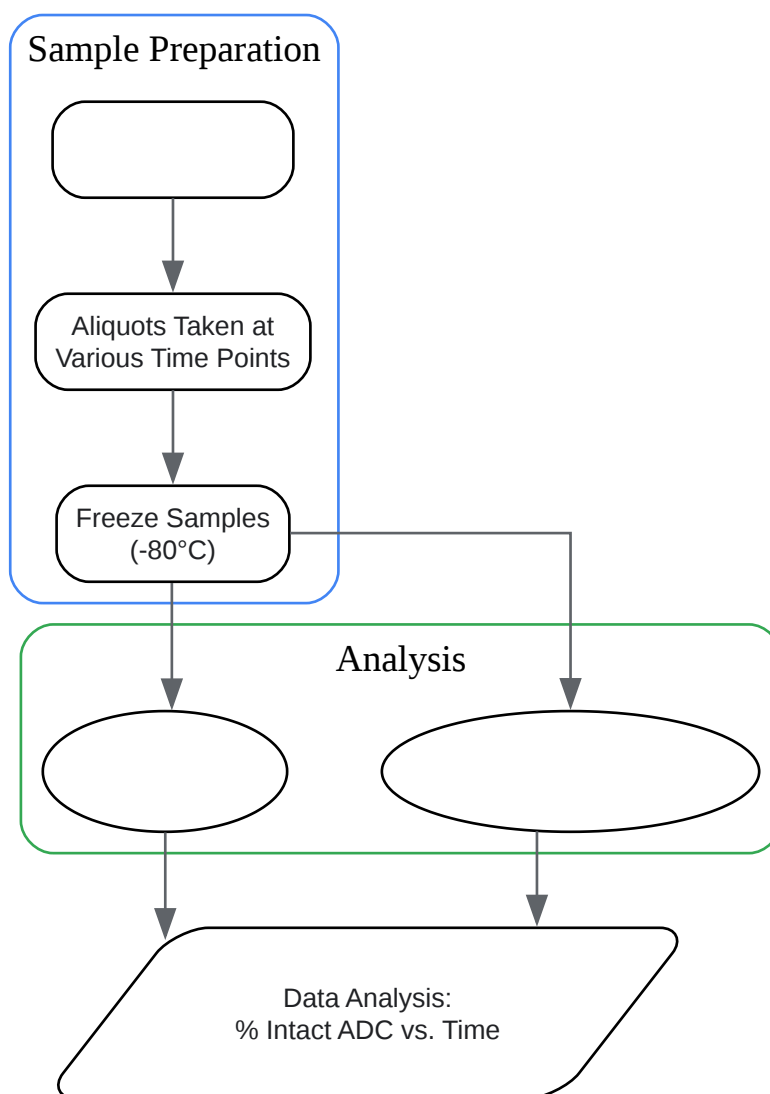 Sample Preparation
Aliquots Taken at
Various Time Points
Freeze Samples
(-80°C)
Analysis
Data Analysis:
% Intact ADC vs. Time